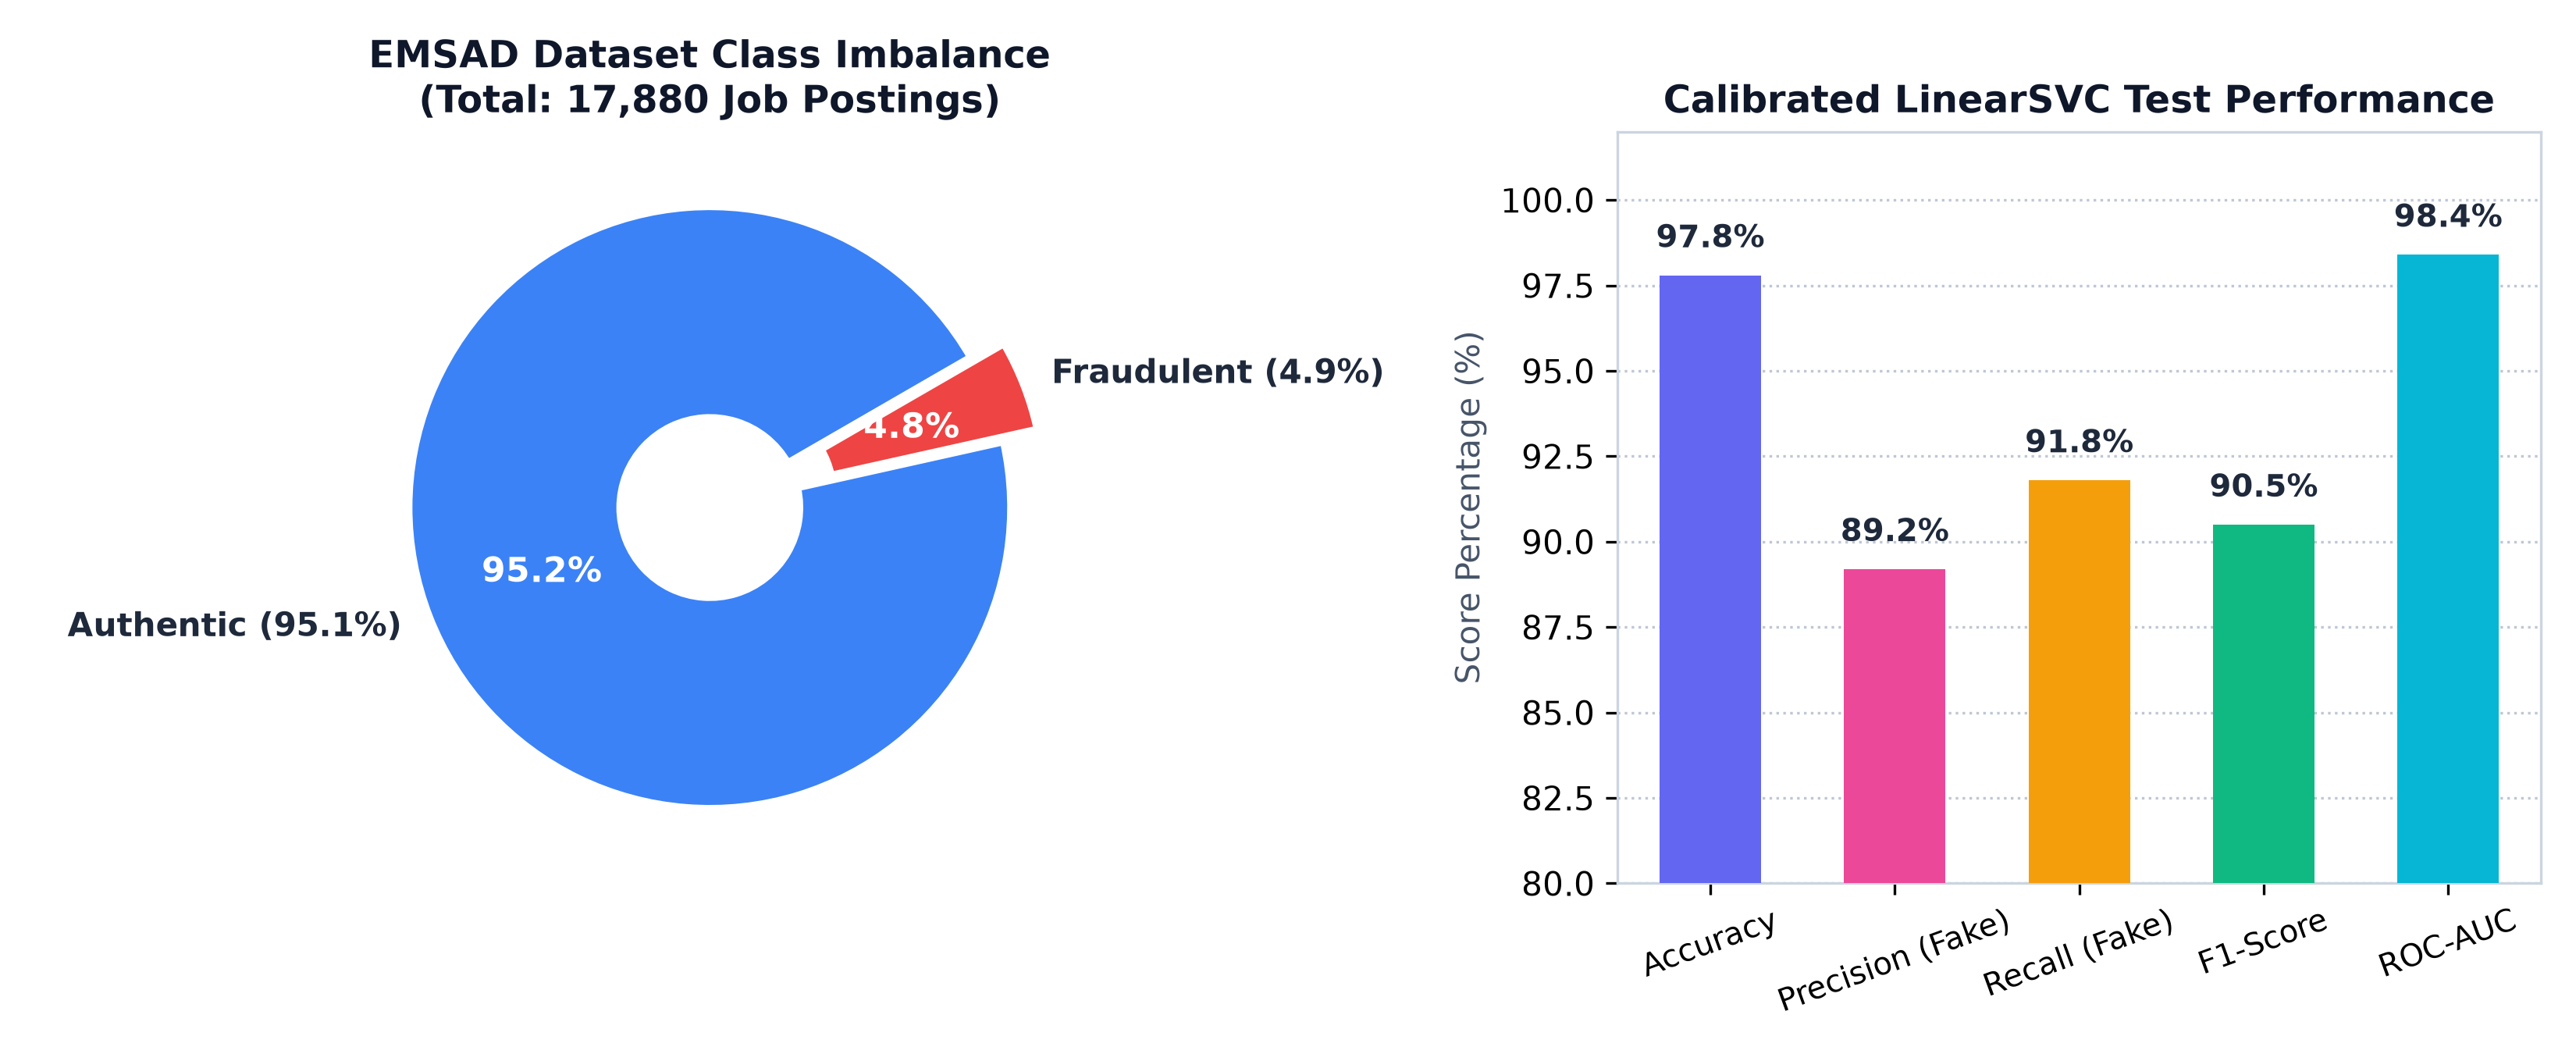 EMSAD Dataset Class Imbalance
(Total: 17,880 Job Postings)
Fraudulent (4.9%)
4.8%
95.2%
Authentic (95.1%)
Calibrated LinearSVC Test Performance
Score Percentage (%)
100.0
97.5
95.0
92.5
90.0
87.5
85.0
82.5
80.0
97.8%
89.2%
91.8%
90.5%
98.4%
Accuracy
Precision (Fake)
Recall (Fake)
F1-Score
ROC-AUC